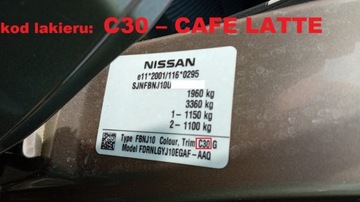 kod lakieru: C30 – CAFE LATTE
NISSAN
e11*2001/116*0295
SJNFBNJ10U
1960 kg
3360 kg
1– 1150 kg
2– 1100 kg
Type FBNJ10 Colour, Trim C30 G
Model FDRNLGYJ10EGAF–AAQ